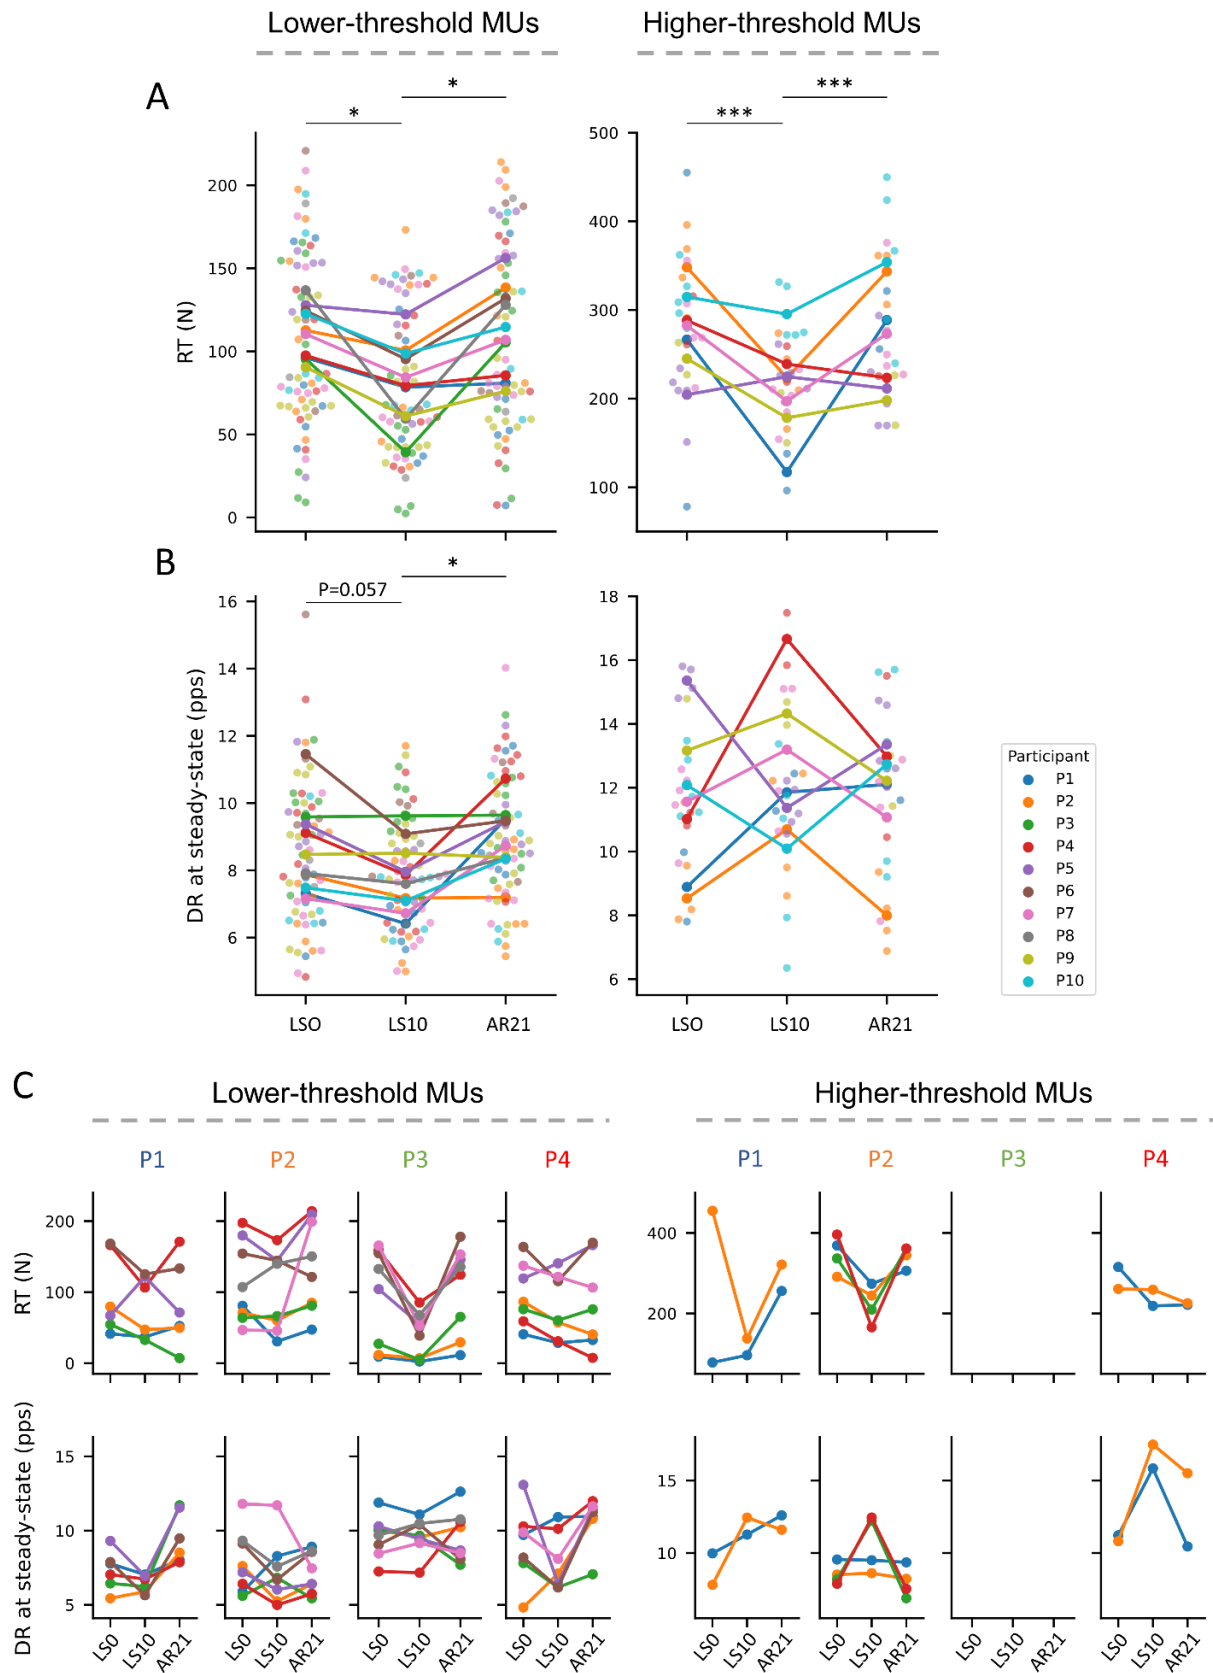 Lower-threshold MUs
Higher-threshold MUs
A
*
*
***
***
RT (N)
200
150
100
50
0
500
400
300
200
100
B
P=0.057
*
DR at steady-state (pps)
16
14
12
10
8
6
18
16
14
12
10
8
6
LSO
LS10
AR21
LSO
LS10
AR21
Participant
P1
P2
P3
P4
P5
P6
P7
P8
P9
P10
C
Lower-threshold MUs
Higher-threshold MUs
P1
P2
P3
P4
P1
P2
P3
P4
RT (N)
200
100
0
400
200
DR at steady-state (pps)
15
10
5
15
10
LS0
LS10
AR21
LS0
LS10
AR21
LS0
LS10
AR21
LS0
LS10
AR21
LS0
LS10
AR21
LS0
LS10
AR21
LS0
LS10
AR21
LS0
LS10
AR21